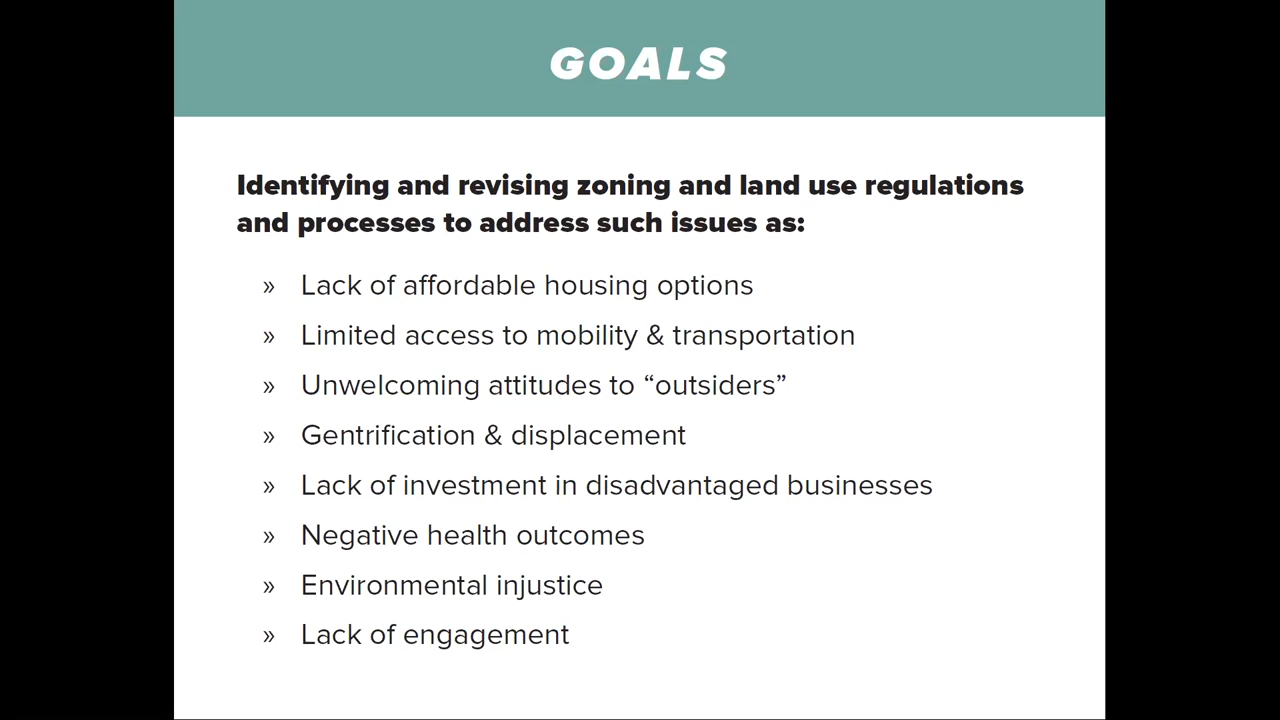 GOALS
Identifying and revising zoning and land use regulations
and processes to address such issues as:
» Lack of affordable housing options
» Limited access to mobility & transportation
» Unwelcoming attitudes to “outsiders”
» Gentrification & displacement
» Lack of investment in disadvantaged businesses
» Negative health outcomes
» Environmental injustice
» Lack of engagement